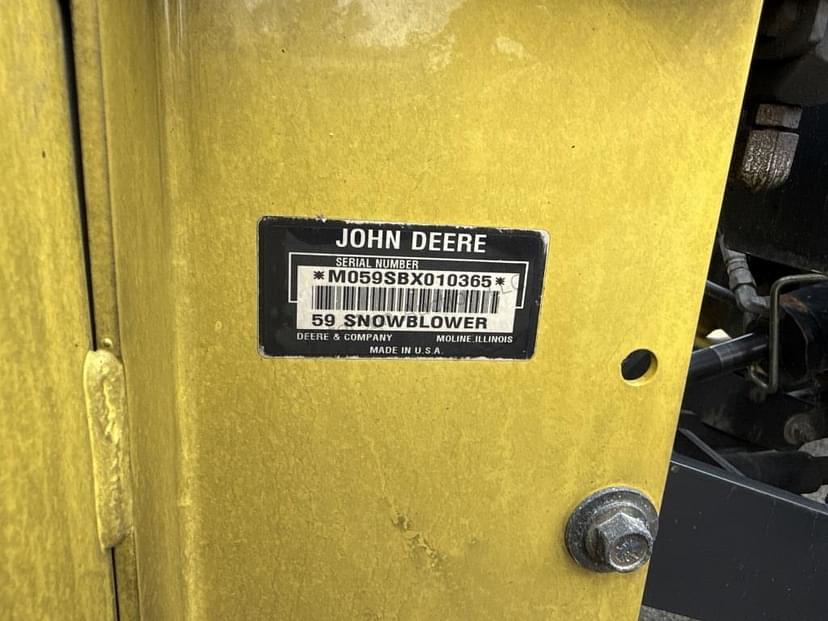 JOHN DEERE
SERIAL NUMBER
*M059SBX010365*
59 SNOWBLOWER
DEERE & COMPANY MOLINE, ILLINOIS
MADE IN U.S.A.